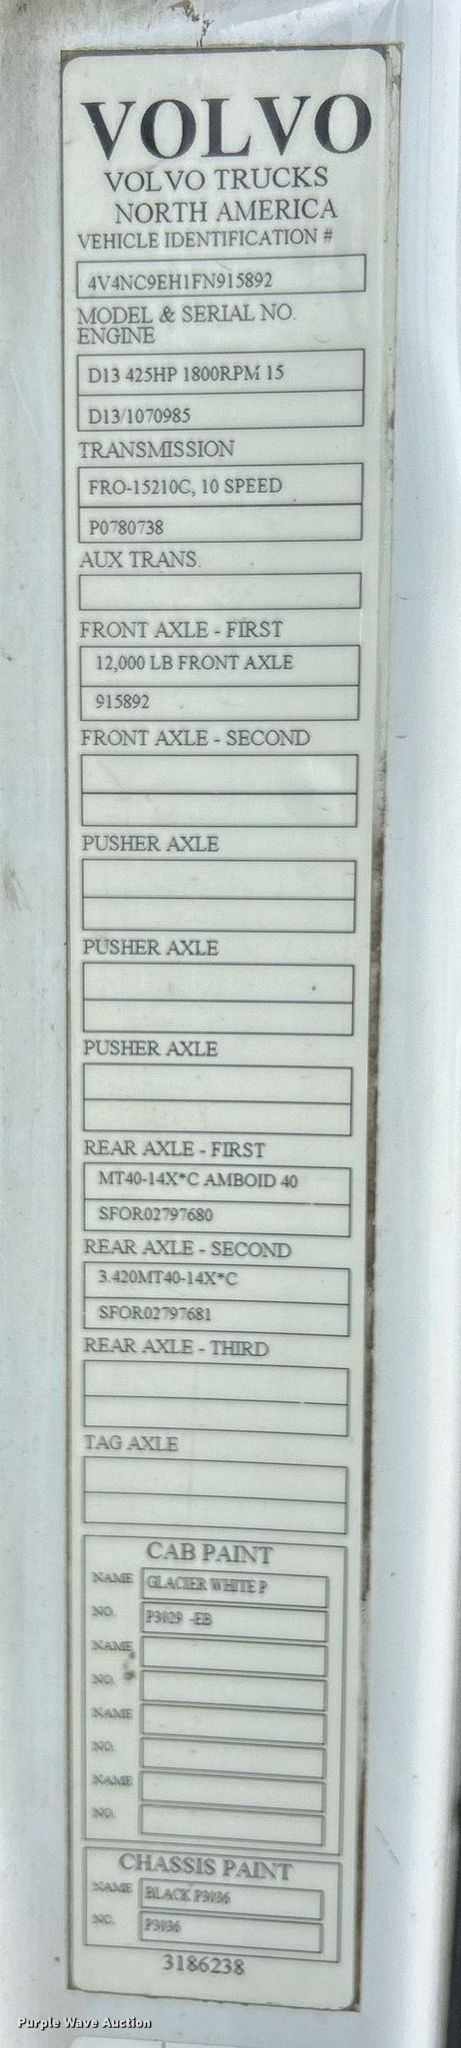 VOLVO
VOLVO TRUCKS
NORTH AMERICA
VEHICLE IDENTIFICATION #
4V4NC9EH1FN915892
MODEL & SERIAL NO.
ENGINE
D13 425HP 1800RPM 15
D13/1070985
TRANSMISSION
FRO-15210C, 10 SPEED
P0780738
AUX TRANS.
FRONT AXLE - FIRST
12,000 LB FRONT AXLE
915892
FRONT AXLE - SECOND
PUSHER AXLE
PUSHER AXLE
PUSHER AXLE
REAR AXLE - FIRST
MT40-14X*C AMBOID 40
SFOR02797680
REAR AXLE - SECOND
3.420MT40-14X*C
SFOR02797681
REAR AXLE - THIRD
TAG AXLE
CAB PAINT
NAME GLACIER WHITE P
NO. P3029 -EB
NAME
NO.
NAME
NO.
NAME
NO.
CHASSIS PAINT
NAME BLACK P3036
NO. P3036
3186238
Purple Wave Auction